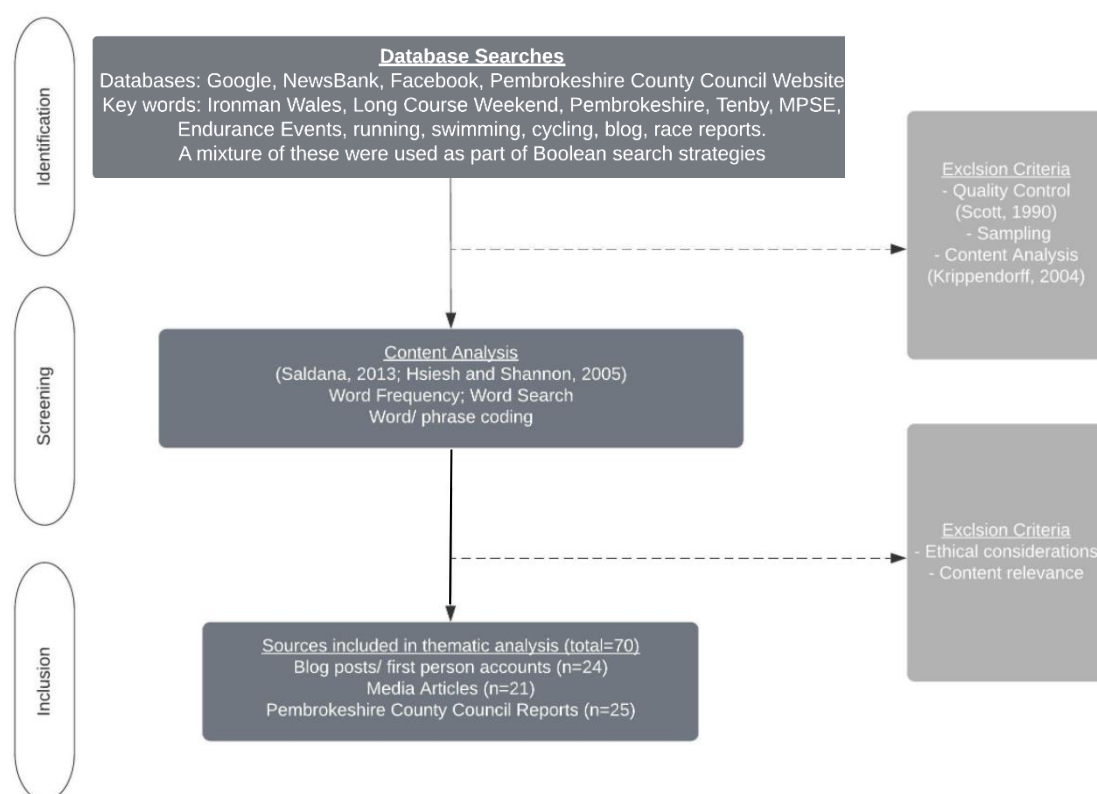 Identification
Database Searches
Databases: Google, NewsBank, Facebook, Pembrokeshire County Council Website
Key words: Ironman Wales, Long Course Weekend, Pembrokeshire, Tenby, MPSE,
Endurance Events, running, swimming, cycling, blog, race reports.
A mixture of these were used as part of Boolean search strategies
Exclsion Criteria
- Quality Control
(Scott, 1990)
- Sampling
- Content Analysis
(Krippendorff, 2004)
Screening
Content Analysis
(Saldana, 2013; Hsiesh and Shannon, 2005)
Word Frequency; Word Search
Word/ phrase coding
Exclsion Criteria
- Ethical considerations
- Content relevance
Inclusion
Sources included in thematic analysis (total=70)
Blog posts/ first person accounts (n=24)
Media Articles (n=21)
Pembrokeshire County Council Reports (n=25)